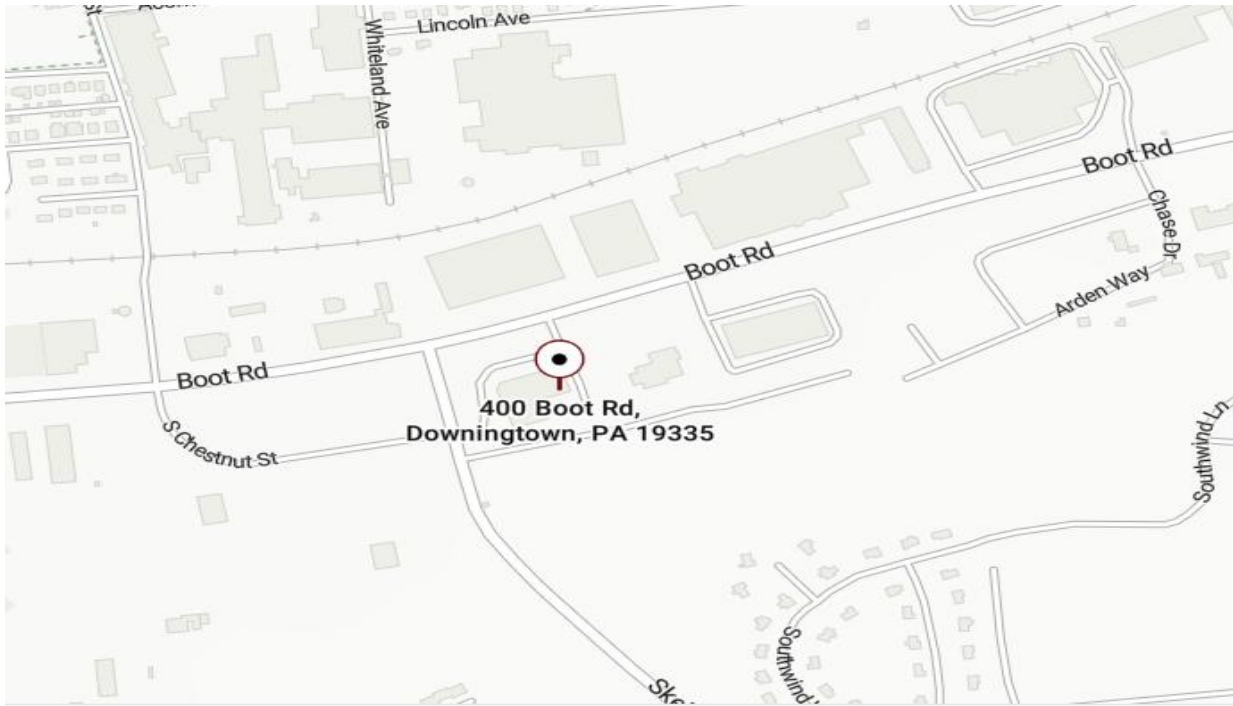 Lincoln Ave
Whiteland Ave
Boot Rd
Chase Dr
Boot Rd
Arden Way
Boot Rd
400 Boot Rd,
Downingtown, PA 19335
S Chestnut St
Southwind Ln
Southwind